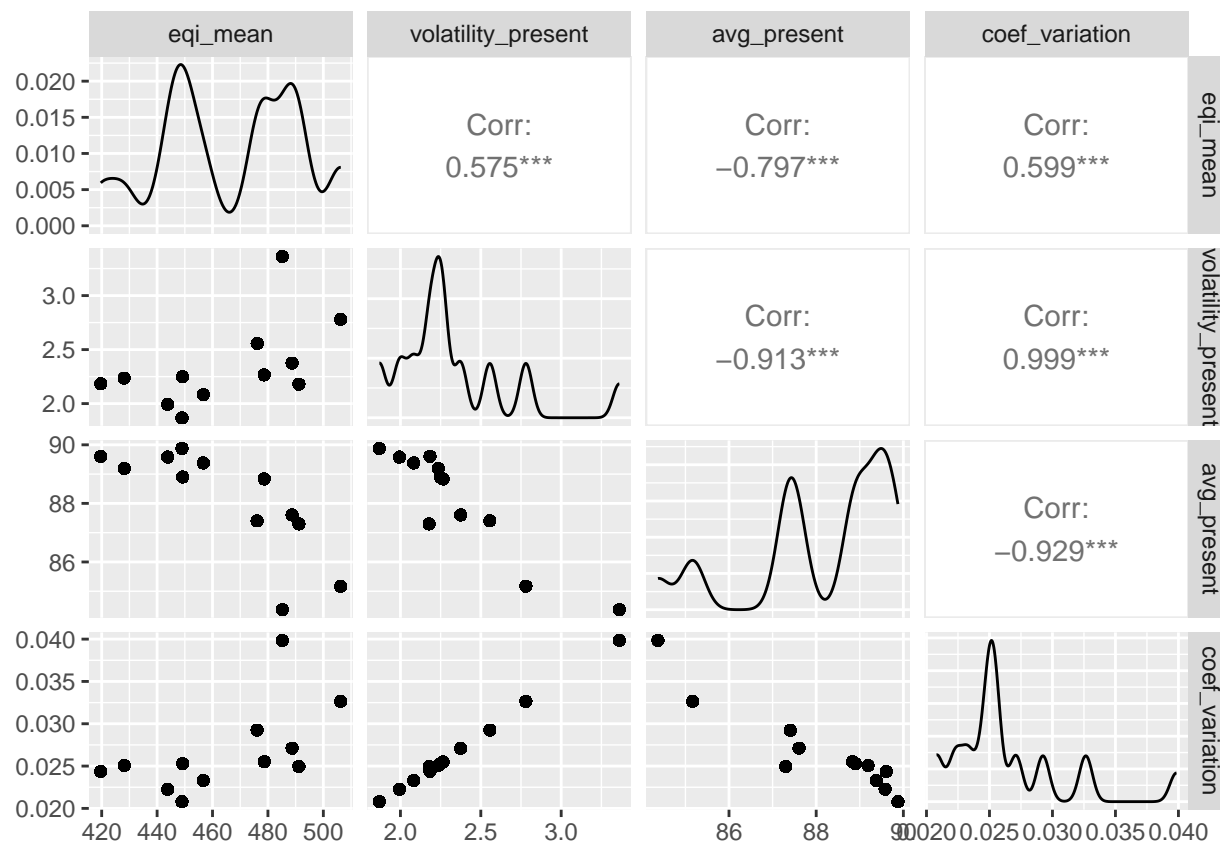 eqi_mean
volatility_present
avg_present
coef_variation
0.020
0.015
0.010
0.005
0.000
Corr:
0.575***
Corr:
−0.797***
Corr:
0.599***
eqi_mean
3.0
2.5
2.0
Corr:
−0.913***
Corr:
0.999***
volatility_present
90
88
86
Corr:
−0.929***
avg_present
0.040
0.035
0.030
0.025
0.020
coef_variation
420
440
460
480
500
2.0
2.5
3.0
86
88
90
0.020
0.025
0.030
0.035
0.040